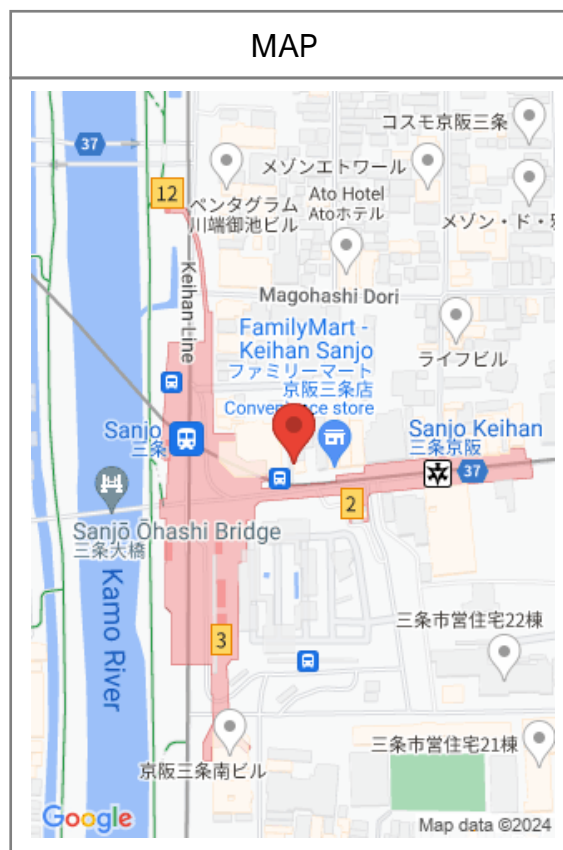 MAP
コスモ京阪三条
37
メゾンエトワール
12
ペンタグラム
川端御池ビル
Ato Hotel
Atoホテル
メゾン・ド・
Keihan Line
Magohashi Dori
FamilyMart -
Keihan Sanjo
ファミリーマート
京阪三条店
Convenience store
ライフビル
Sanjo
三条
Sanjo Keihan
三条京阪
37
2
Sanjō Ōhashi Bridge
三条大橋
Kamo River
3
三条市営住宅22棟
三条市営住宅21棟
京阪三条南ビル
Google
Map data ©2024